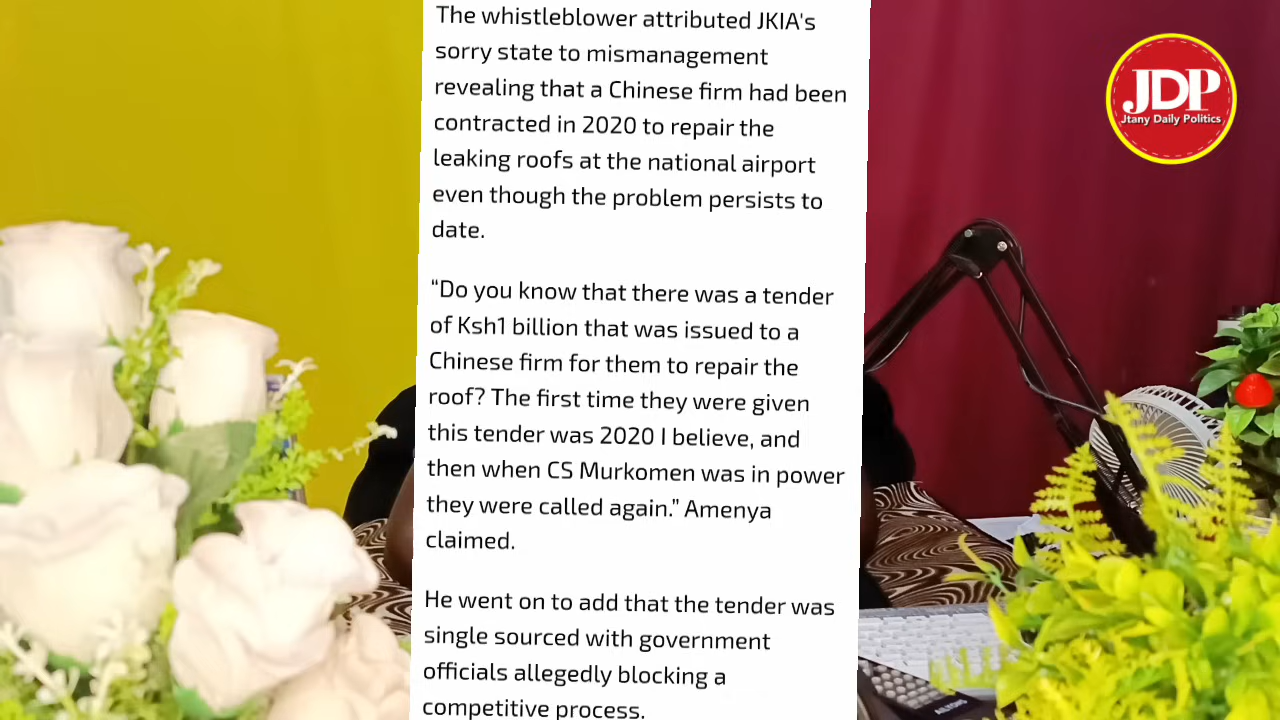 The whistleblower attributed JKIA's
sorry state to mismanagement
revealing that a Chinese firm had been
contracted in 2020 to repair the
leaking roofs at the national airport
even though the problem persists to
date.
“Do you know that there was a tender
of Ksh1 billion that was issued to a
Chinese firm for them to repair the
roof? The first time they were given
this tender was 2020 I believe, and
then when CS Murkomen was in power
they were called again.” Amenya
claimed.
He went on to add that the tender was
single sourced with government
officials allegedly blocking a
competitive process.
JDP
Jtany Daily Politics
AILYONS